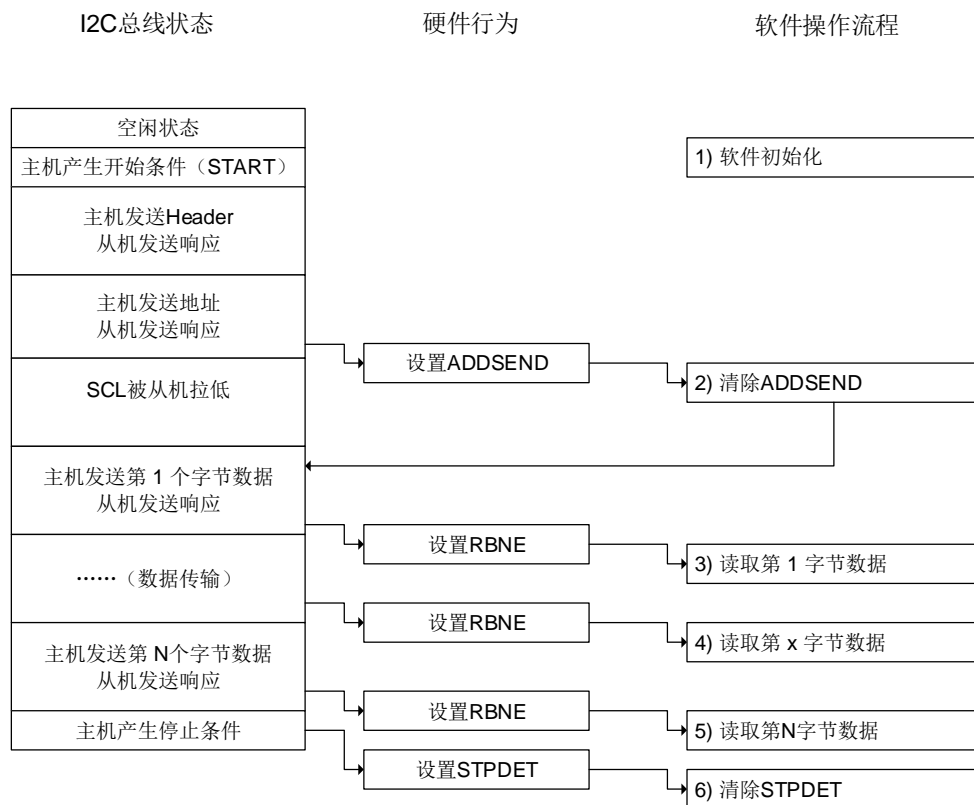 I2C总线状态
硬件行为
软件操作流程
空闲状态
主机产生开始条件（START）
1) 软件初始化
主机发送Header
从机发送响应
主机发送地址
从机发送响应
设置ADDSEND
2) 清除ADDSEND
SCL被从机拉低
主机发送第 1 个字节数据
从机发送响应
设置RBNE
3) 读取第 1 字节数据
……（数据传输）
设置RBNE
4) 读取第 x 字节数据
主机发送第 N个字节数据
从机发送响应
设置RBNE
5) 读取第N字节数据
主机产生停止条件
设置STPDET
6) 清除STPDET